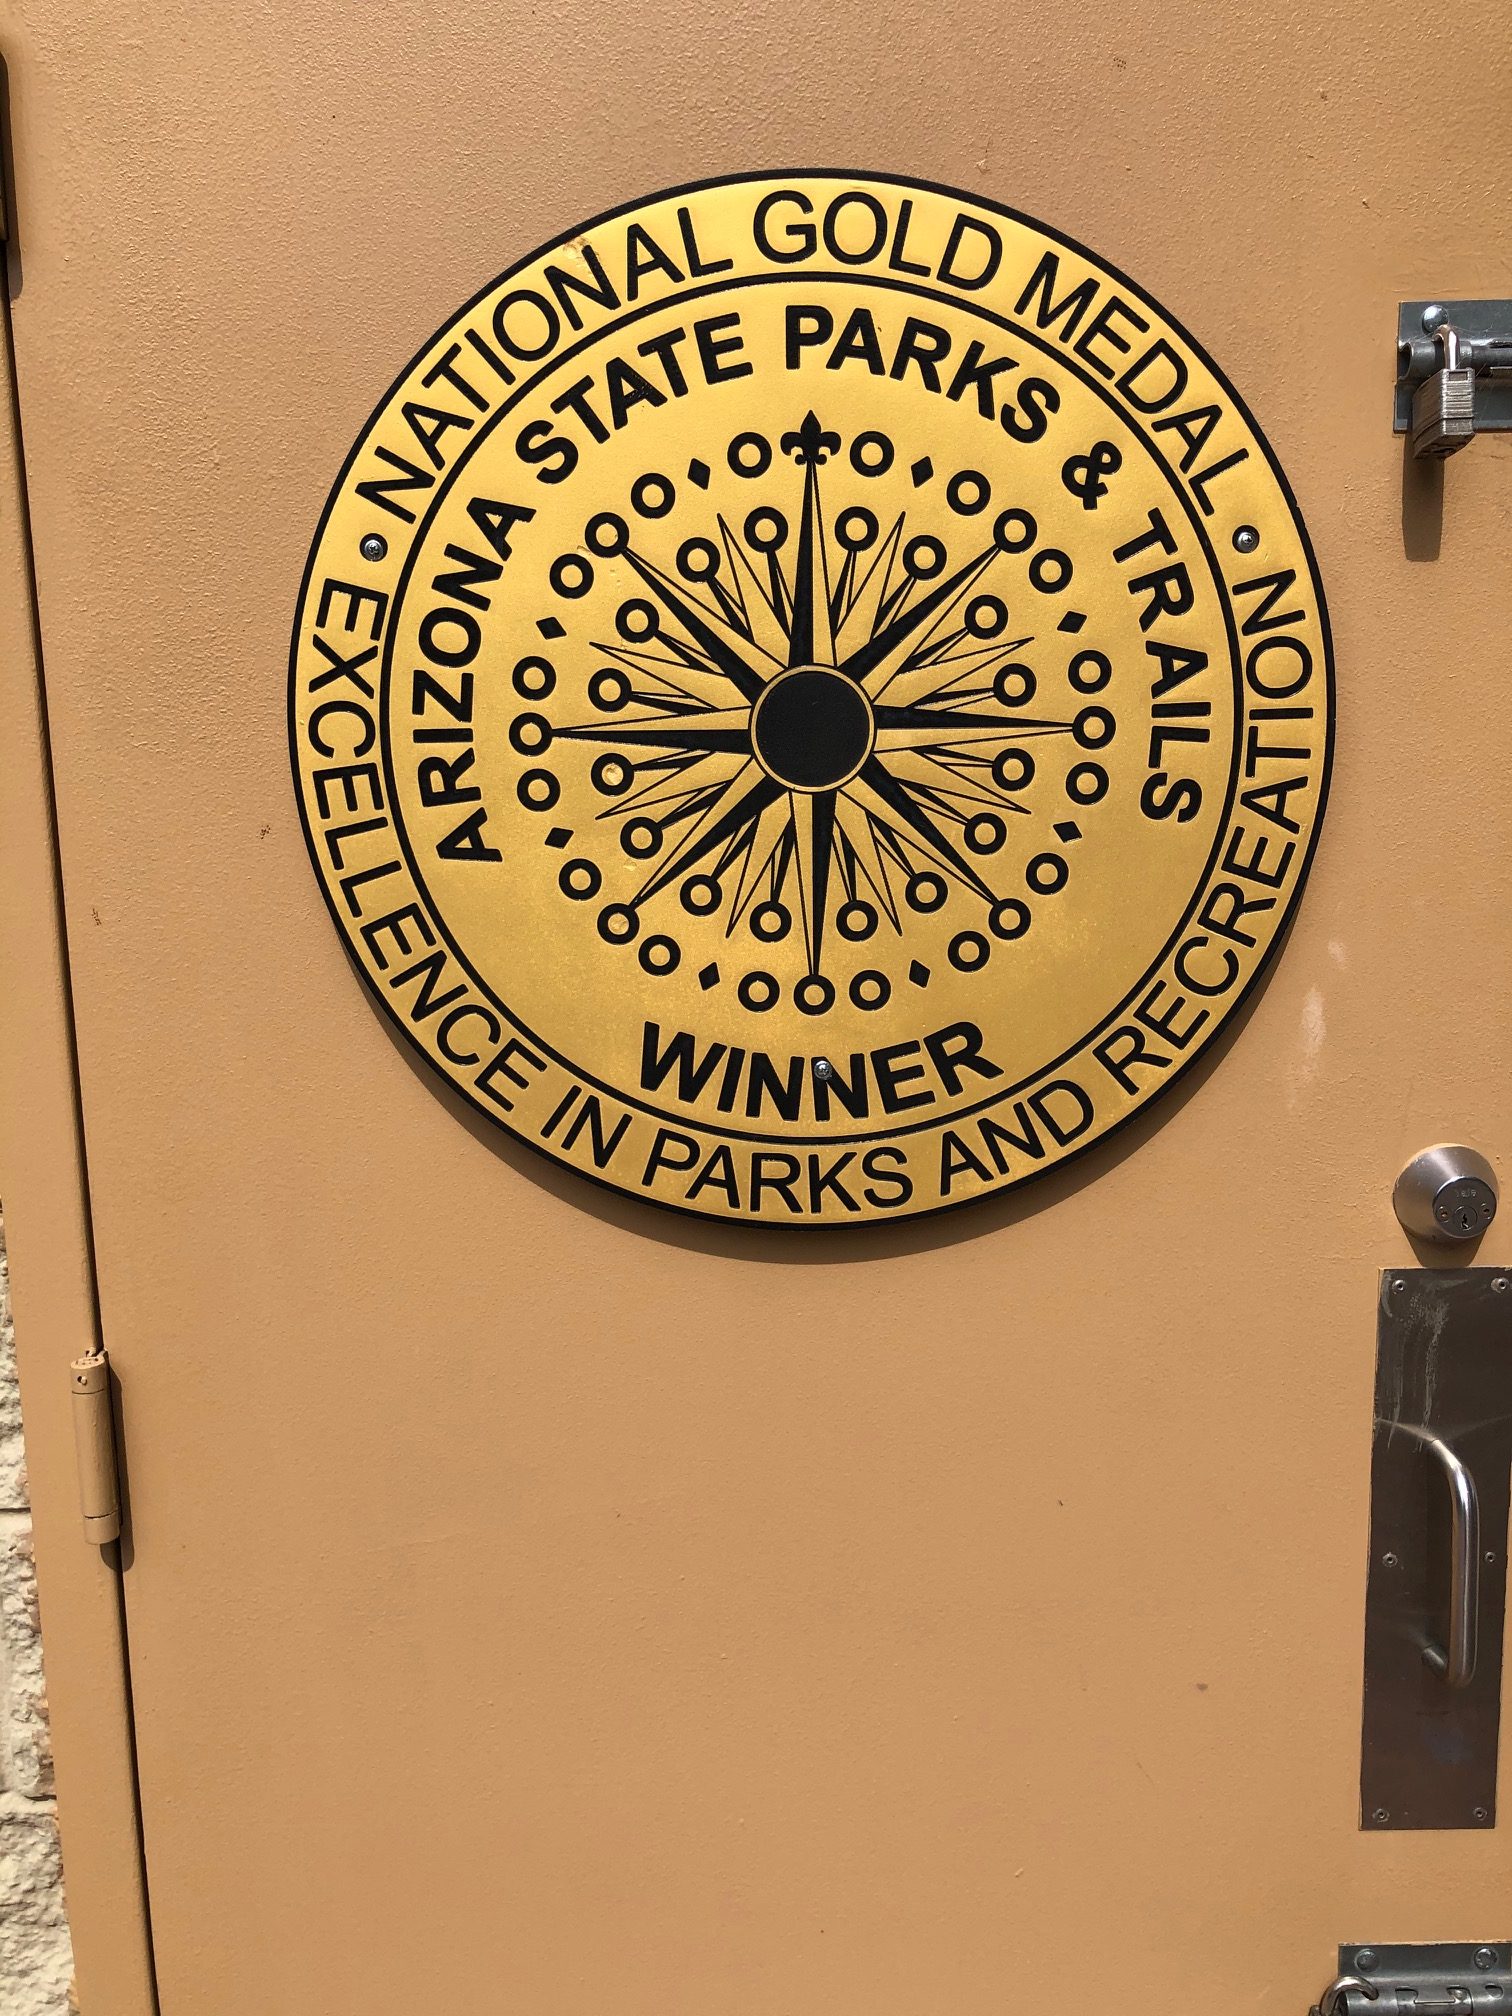 NATIONAL GOLD MEDAL
ARIZONA STATE PARKS & TRAILS
WINNER
EXCELLENCE IN PARKS AND RECREATION